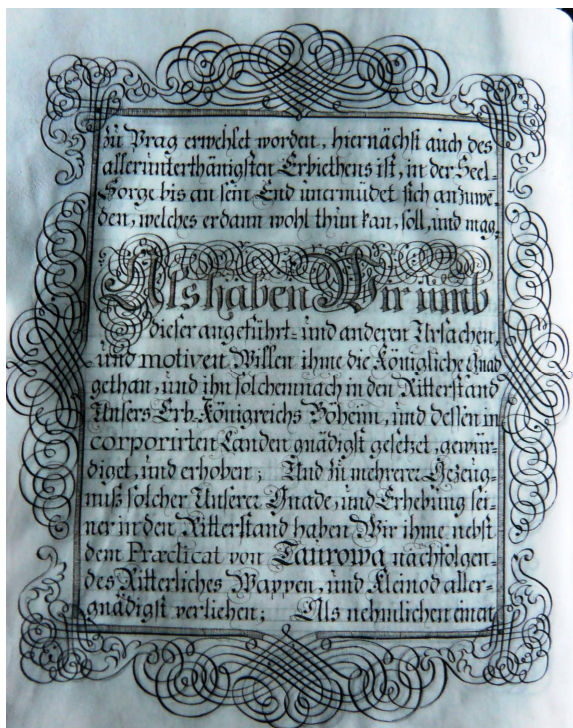 zu Prag erwehlet worden, hiernächst auch des
allerunterthänigsten Erbiethens ist, in der Seel-
Sorge bis an sein End unermüdet sich anzuwe-
den, welches er dann wohl thun kan, soll, und mag,
Als haben Wir umb
dieser angeführt- und anderen Ursachen,
und motiven Willen ihme die Königliche Gnad
gethan, und ihn solchemnach in den Ritterstand
Unsers Erb-Königreichs Böheim, und dessen in
corporirten Landen gnädigst gesetzet, gewür-
diget, und erhoben; Und zu mehrerer Gezeüg-
nuß solcher Unserer Gnade, und Erhebung sei-
ner in den Ritterstand haben Wir ihme nebst
dem Prædicat von Taurowa nachfolgen-
des Ritterliches Wappen, und Kleinod aller-
gnädigst verliehen; Als nehmlichen einen